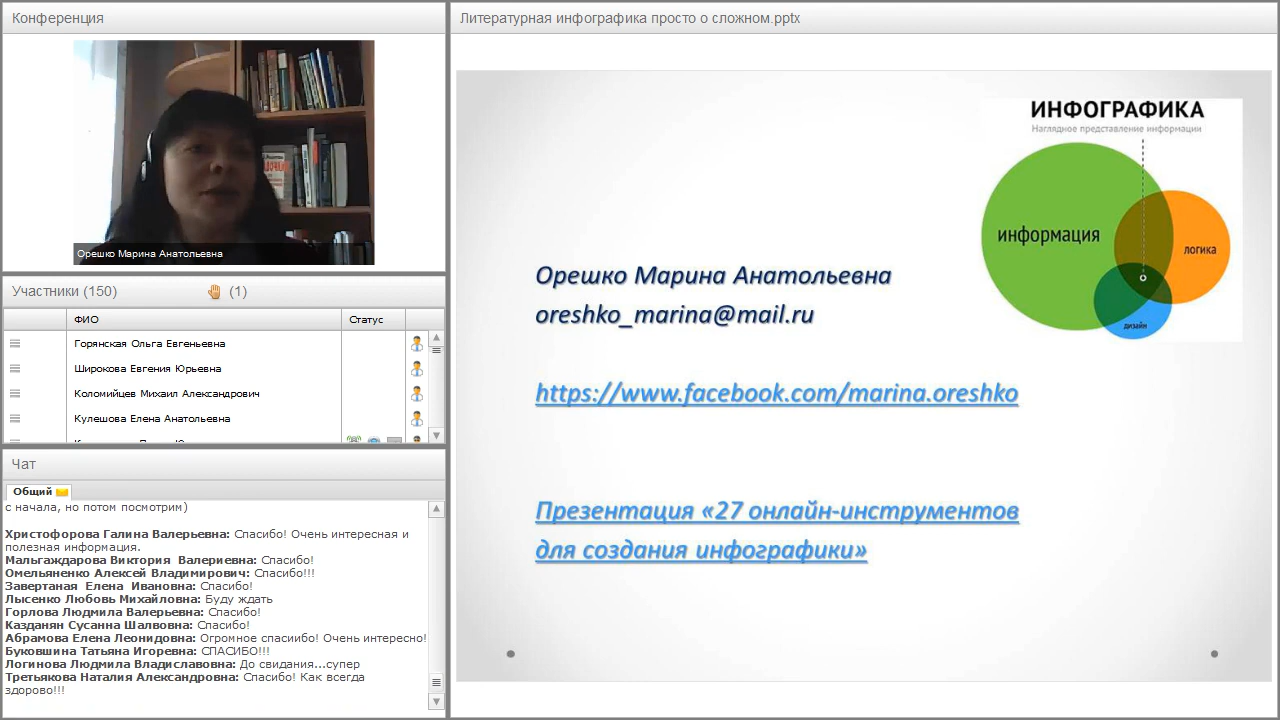 Конференция
Орешко Марина Анатольевна
Участники (150)
(1)
ФИО
Статус
Горянская Ольга Евгеньевна
Широкова Евгения Юрьевна
Коломийцев Михаил Александрович
Кулешова Елена Анатольевна
Чат
Общий
с начала, но потом посмотрим)
Христофорова Галина Валерьевна: Спасибо! Очень интересная и
полезная информация.
Мальгаждарова Виктория Валериевна: Спасибо!
Омельяненко Алексей Владимирович: Спасибо!!!
Завертаная Елена Ивановна: Спасибо!
Лысенко Любовь Михайловна: Буду ждать
Горлова Людмила Валерьевна: Спасибо!
Казданян Сусанна Шалвовна: Спасибо!
Абрамова Елена Леонидовна: Огромное спасиибо! Очень интересно!
Буковшина Татьяна Игоревна: СПАСИБО!!!
Логинова Людмила Владиславовна: До свидания...супер
Третьякова Наталия Александровна: Спасибо! Как всегда
здорово!!!
Литературная инфографика просто о сложном.pptx
ИНФОГРАФИКА
Наглядное представление информации
информация
логика
дизайн
Орешко Марина Анатольевна
oreshko_marina@mail.ru
https://www.facebook.com/marina.oreshko
Презентация «27 онлайн-инструментов
для создания инфографики»